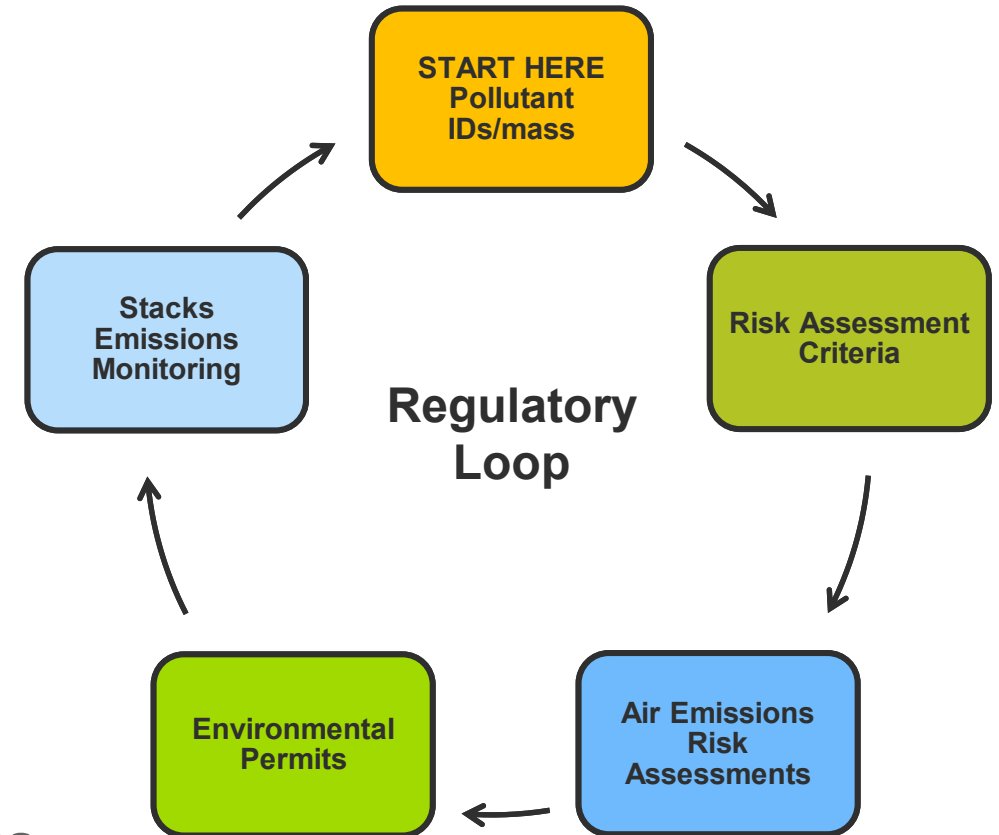 START HERE
Pollutant
IDs/mass
Risk Assessment
Criteria
Air Emissions
Risk
Assessments
Environmental
Permits
Stacks
Emissions
Monitoring
Regulatory
Loop